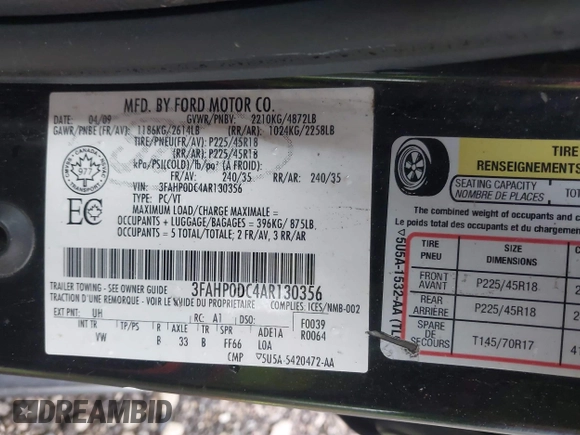 MFD. BY FORD MOTOR CO.
DATE: 04/09 GVWR/PNBV: 2210KG/4872LB
GAWR/PNBE (FR/AV): 1186KG/2614LB (RR/AR): 1024KG/2258LB
TIRE/PNEU(FR/AV): P225/45R18
(RR/AR): P225/45R18
kPa/PSI(COLD)/lb/po² (A FROID):
FR/AV: 240/35 RR/AR: 240/35
VIN: 3FAHP0DC4AR130356
TYPE: PC/VT
MAXIMUM LOAD/CHARGE MAXIMALE =
OCCUPANTS + LUGGAGE/BAGAGES = 396KG/ 875LB.
OCCUPANTS = 5 TOTAL/TOTALE; 2 FR/AV, 3 RR/AR
CANADA
977
EC
TRAILER TOWING - SEE OWNER GUIDE 3FAHP0DC4AR130356
TRACTION D'UNE REMORQUE - VOIR GUIDE DU PROPRIETAIRE COMPLIES ICES/NMB-002
EXT PNT: UH RC: A1 DSO: F0039
INT TR TP/PS R AXLE TR ADE1A R0064
VW B 33 B FF66 LOA
CMP ▽5U5A-5420472-AA
▽5U5A-1532-AA (TL
TIRE
RENSEIGNEMENTS
SEATING CAPACITY TOT
NOMBRE DE PLACES
The combined weight of occupants and
Le poids total des occupants et du chargement
TIRE SIZE C
PNEU DIMENSIONS
FRONT P225/45R18
AVANT
REAR P225/45R18
ARRIÈRE
SPARE T145/70R17
DE SECOURS
DREAMBID